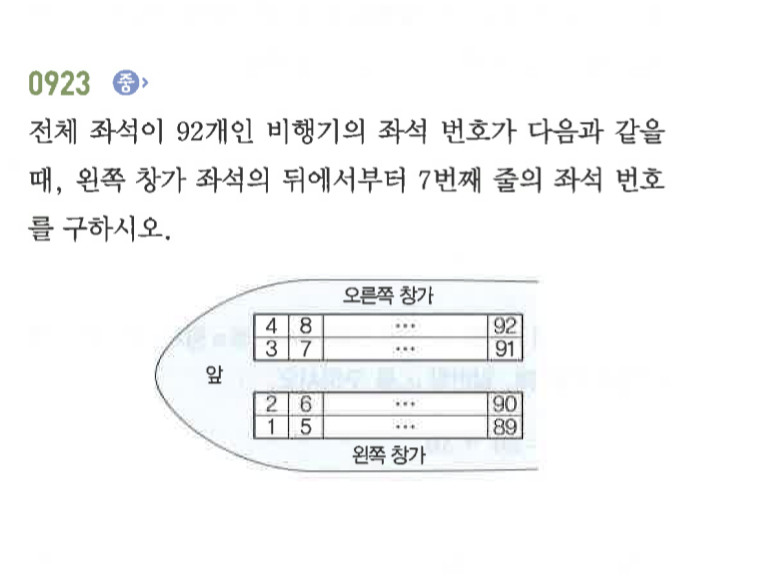 0923 중
전체 좌석이 92개인 비행기의 좌석 번호가 다음과 같을
때, 왼쪽 창가 좌석의 뒤에서부터 7번째 줄의 좌석 번호
를 구하시오.
오른쪽 창가
4 8 … 92
3 7 … 91
앞
2 6 … 90
1 5 … 89
왼쪽 창가